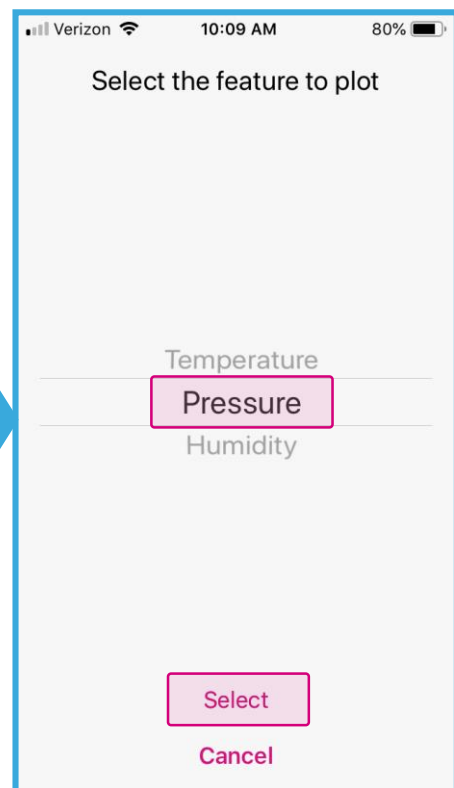 Verizon 10:09 AM 80%
Select the feature to plot
Temperature
Pressure
Humidity
Select
Cancel